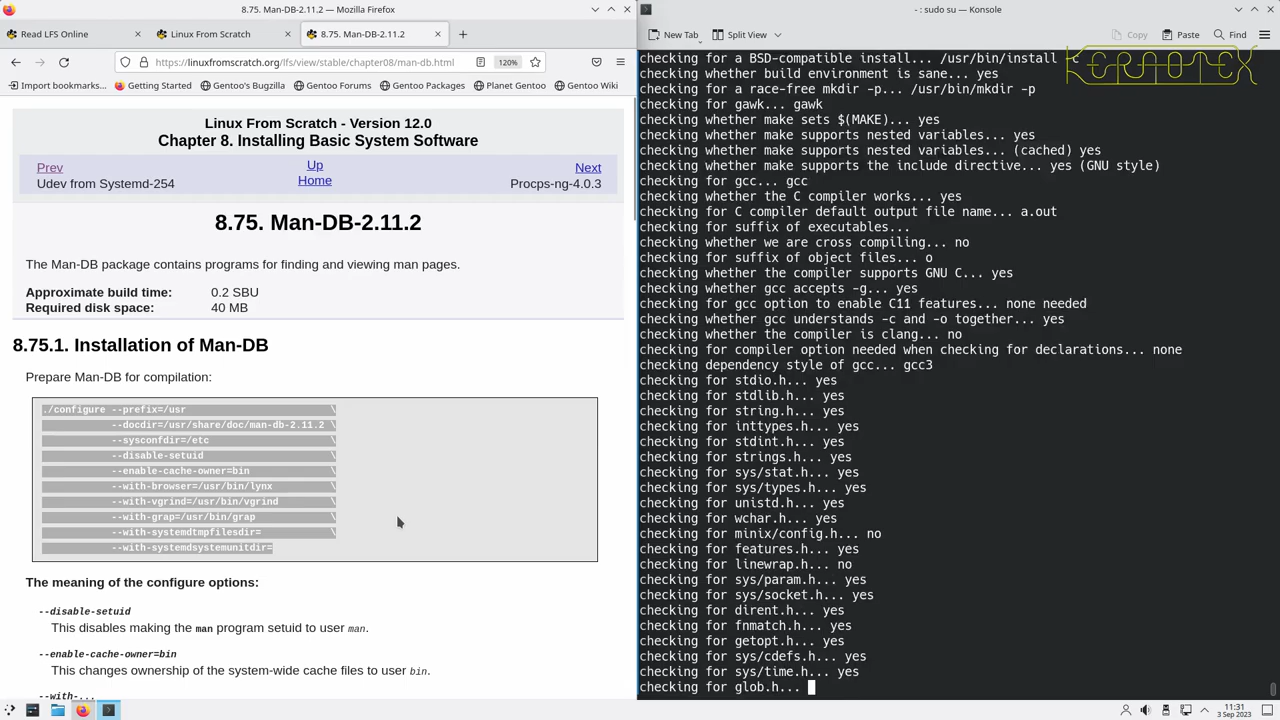 8.75. Man-DB-2.11.2 — Mozilla Firefox
Read LFS Online
Linux From Scratch
8.75. Man-DB-2.11.2
https://linuxfromscratch.org/lfs/view/stable/chapter08/man-db.html
120%
Import bookmarks...
Getting Started
Gentoo's Bugzilla
Gentoo Forums
Gentoo Packages
Planet Gentoo
Gentoo Wiki
Linux From Scratch - Version 12.0
Chapter 8. Installing Basic System Software
Prev
Up
Next
Udev from Systemd-254
Home
Procps-ng-4.0.3
8.75. Man-DB-2.11.2
The Man-DB package contains programs for finding and viewing man pages.
Approximate build time: 0.2 SBU
Required disk space: 40 MB
8.75.1. Installation of Man-DB
Prepare Man-DB for compilation:
./configure --prefix=/usr \
--docdir=/usr/share/doc/man-db-2.11.2 \
--sysconfdir=/etc \
--disable-setuid \
--enable-cache-owner=bin \
--with-browser=/usr/bin/lynx \
--with-vgrind=/usr/bin/vgrind \
--with-grap=/usr/bin/grap \
--with-systemdtmpfilesdir= \
--with-systemdsystemunitdir=
The meaning of the configure options:
--disable-setuid
This disables making the man program setuid to user man.
--enable-cache-owner=bin
This changes ownership of the system-wide cache files to user bin.
--with-...
- : sudo su — Konsole
New Tab
Split View
Copy
Paste
Find
KERNOTEX
checking for a BSD-compatible install... /usr/bin/install -c
checking whether build environment is sane... yes
checking for a race-free mkdir -p... /usr/bin/mkdir -p
checking for gawk... gawk
checking whether make sets $(MAKE)... yes
checking whether make supports nested variables... yes
checking whether make supports nested variables... (cached) yes
checking whether make supports the include directive... yes (GNU style)
checking for gcc... gcc
checking whether the C compiler works... yes
checking for C compiler default output file name... a.out
checking for suffix of executables...
checking whether we are cross compiling... no
checking for suffix of object files... o
checking whether the compiler supports GNU C... yes
checking whether gcc accepts -g... yes
checking for gcc option to enable C11 features... none needed
checking whether gcc understands -c and -o together... yes
checking whether the compiler is clang... no
checking for compiler option needed when checking for declarations... none
checking dependency style of gcc... gcc3
checking for stdio.h... yes
checking for stdlib.h... yes
checking for string.h... yes
checking for inttypes.h... yes
checking for stdint.h... yes
checking for strings.h... yes
checking for sys/stat.h... yes
checking for sys/types.h... yes
checking for unistd.h... yes
checking for wchar.h... yes
checking for minix/config.h... no
checking for features.h... yes
checking for linewrap.h... no
checking for sys/param.h... yes
checking for sys/socket.h... yes
checking for dirent.h... yes
checking for fnmatch.h... yes
checking for getopt.h... yes
checking for sys/cdefs.h... yes
checking for sys/time.h... yes
checking for glob.h...
11:31
3 Sep 2023